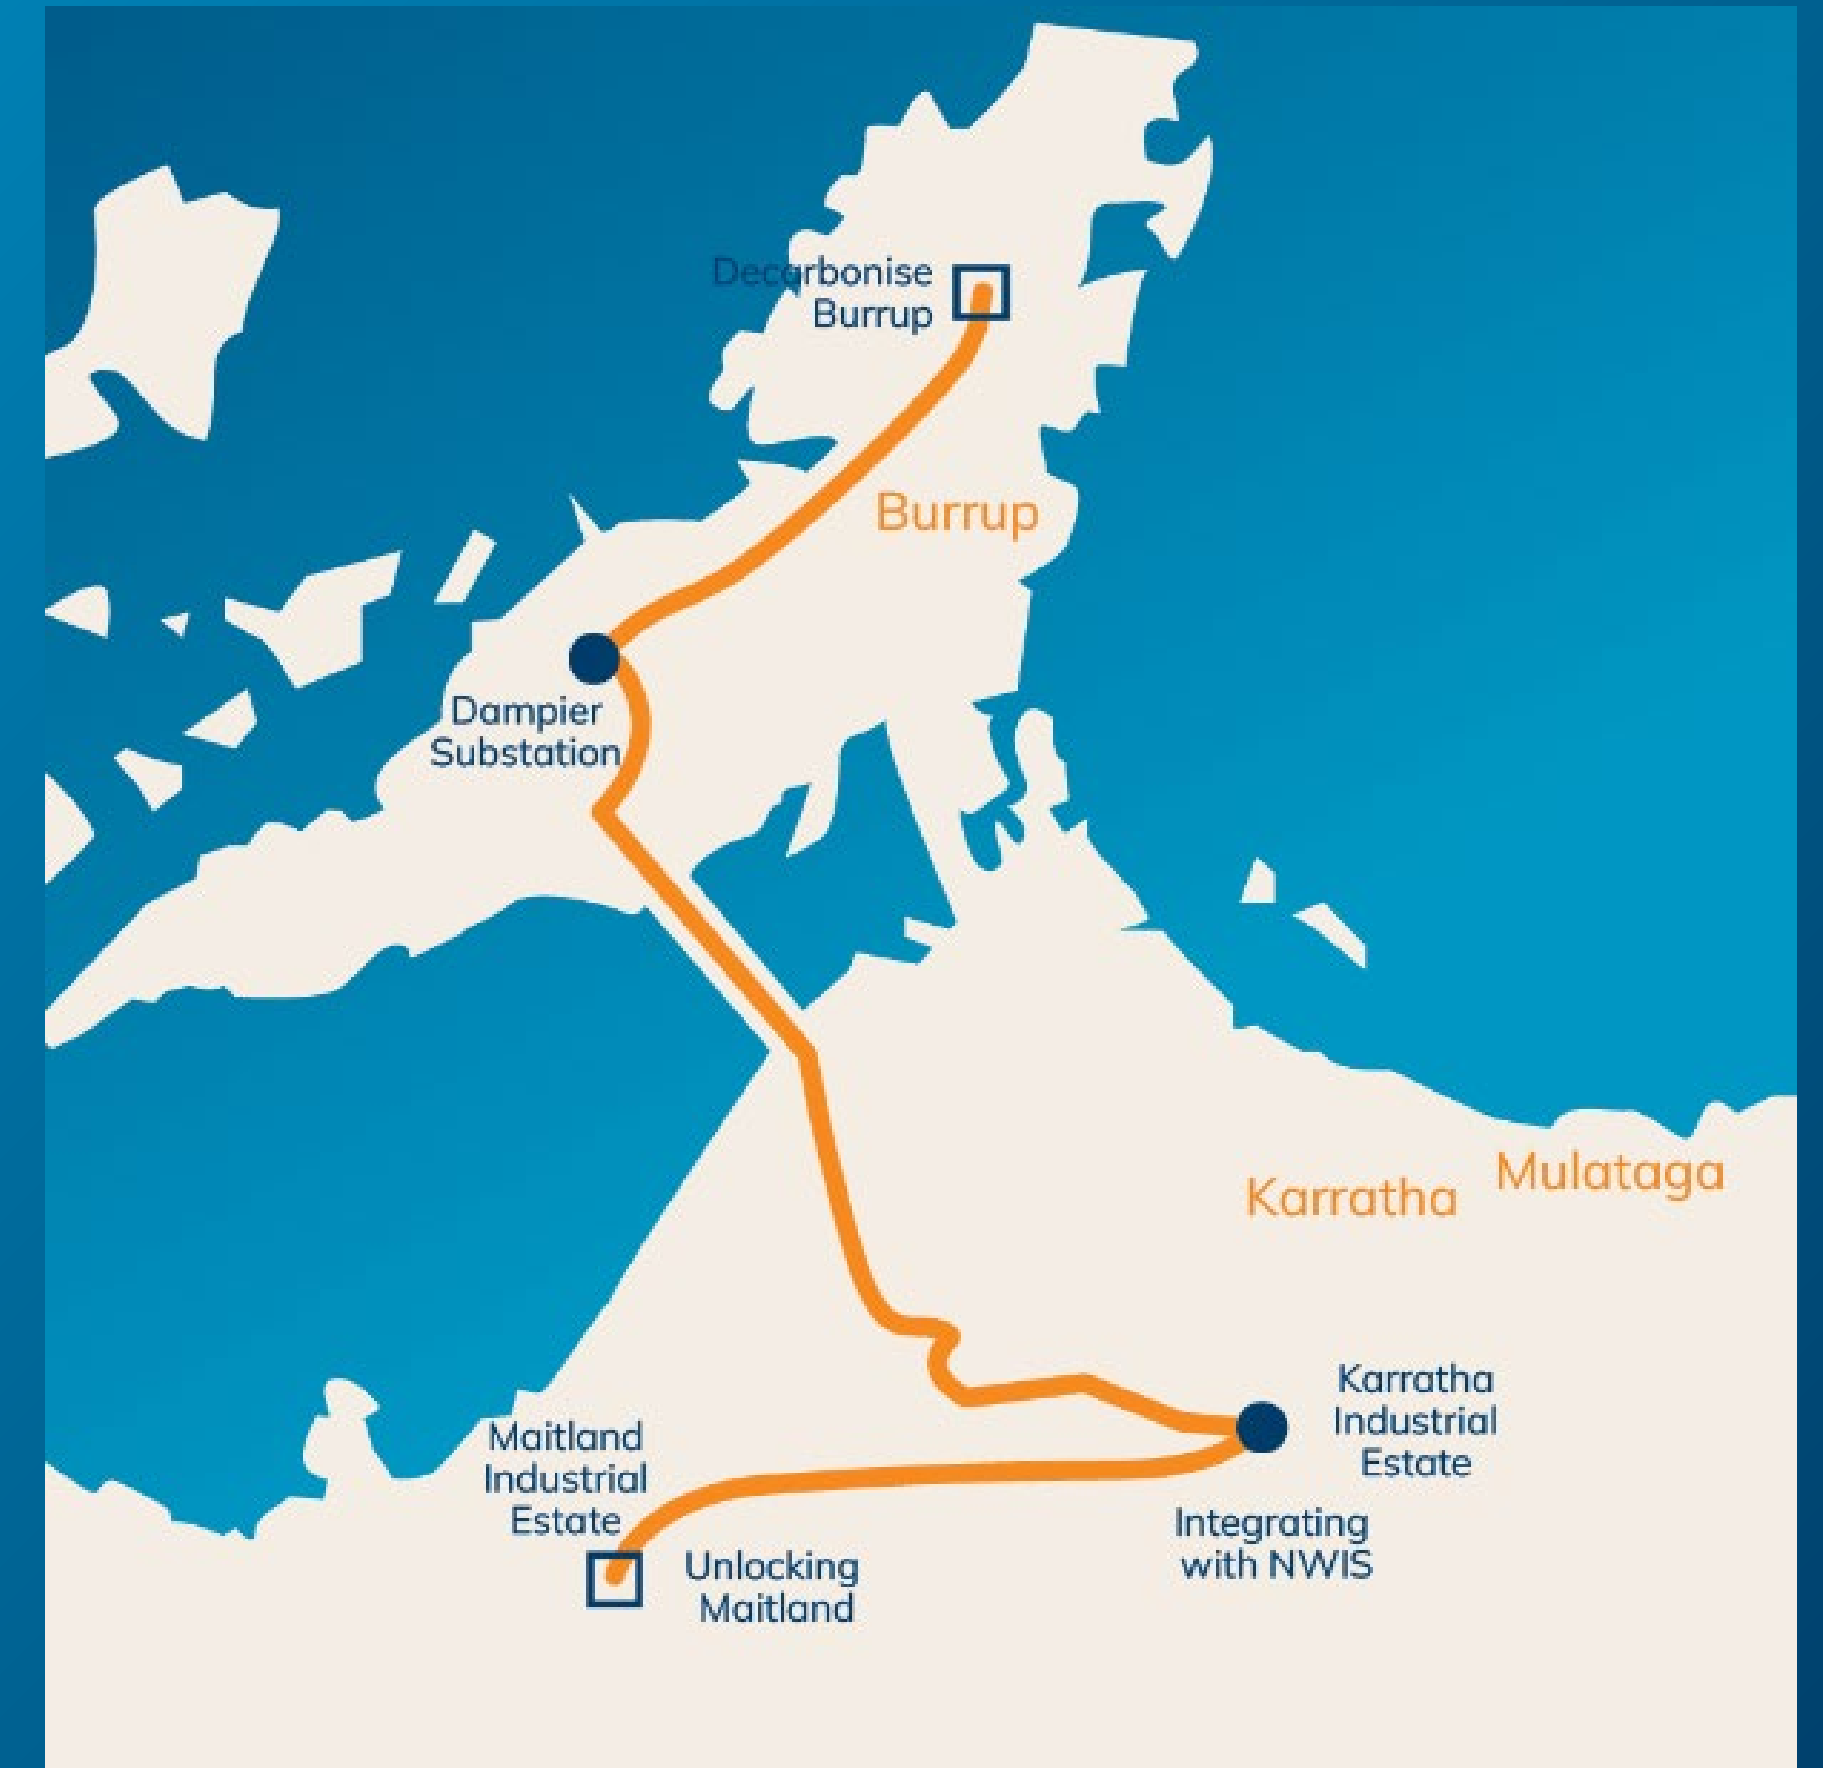 Decarbonise
Burrup
Burrup
Dampier
Substation
Mulataga
Karratha
Karratha
Industrial
Estate
Maitland
Industrial
Estate
Integrating
with NWIS
Unlocking
Maitland